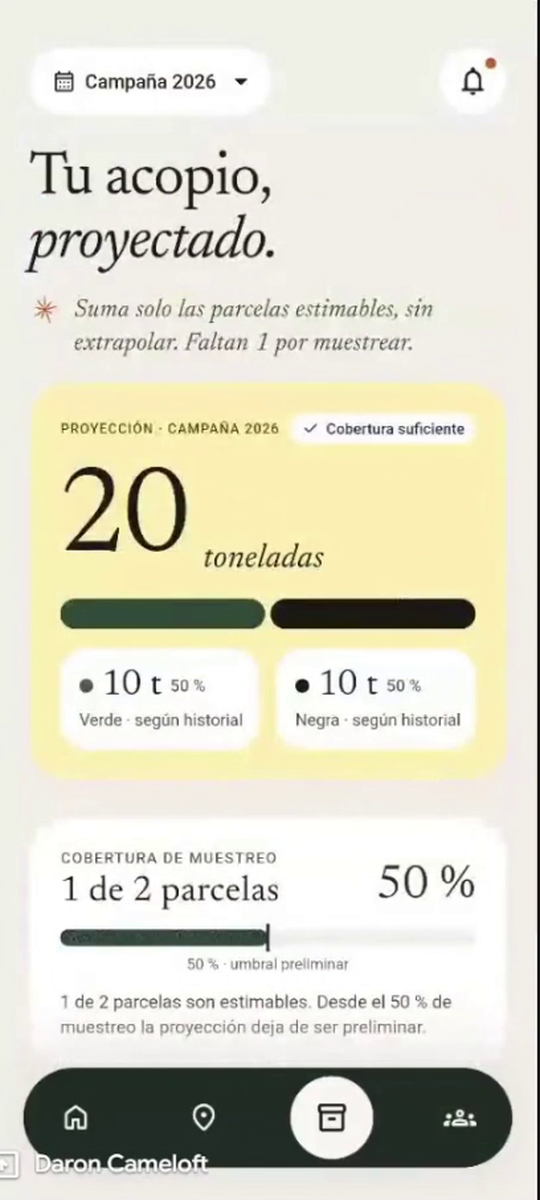 Campaña 2026
Tu acopio,
proyectado.
Suma solo las parcelas estimables, sin
extrapolar. Faltan 1 por muestrear.
PROYECCIÓN · CAMPAÑA 2026
Cobertura suficiente
20 toneladas
10 t 50 %
Verde · según historial
10 t 50 %
Negra · según historial
COBERTURA DE MUESTREO
1 de 2 parcelas
50 %
50 % · umbral preliminar
1 de 2 parcelas son estimables. Desde el 50 % de
muestreo la proyección deja de ser preliminar.
Daron Cameloft